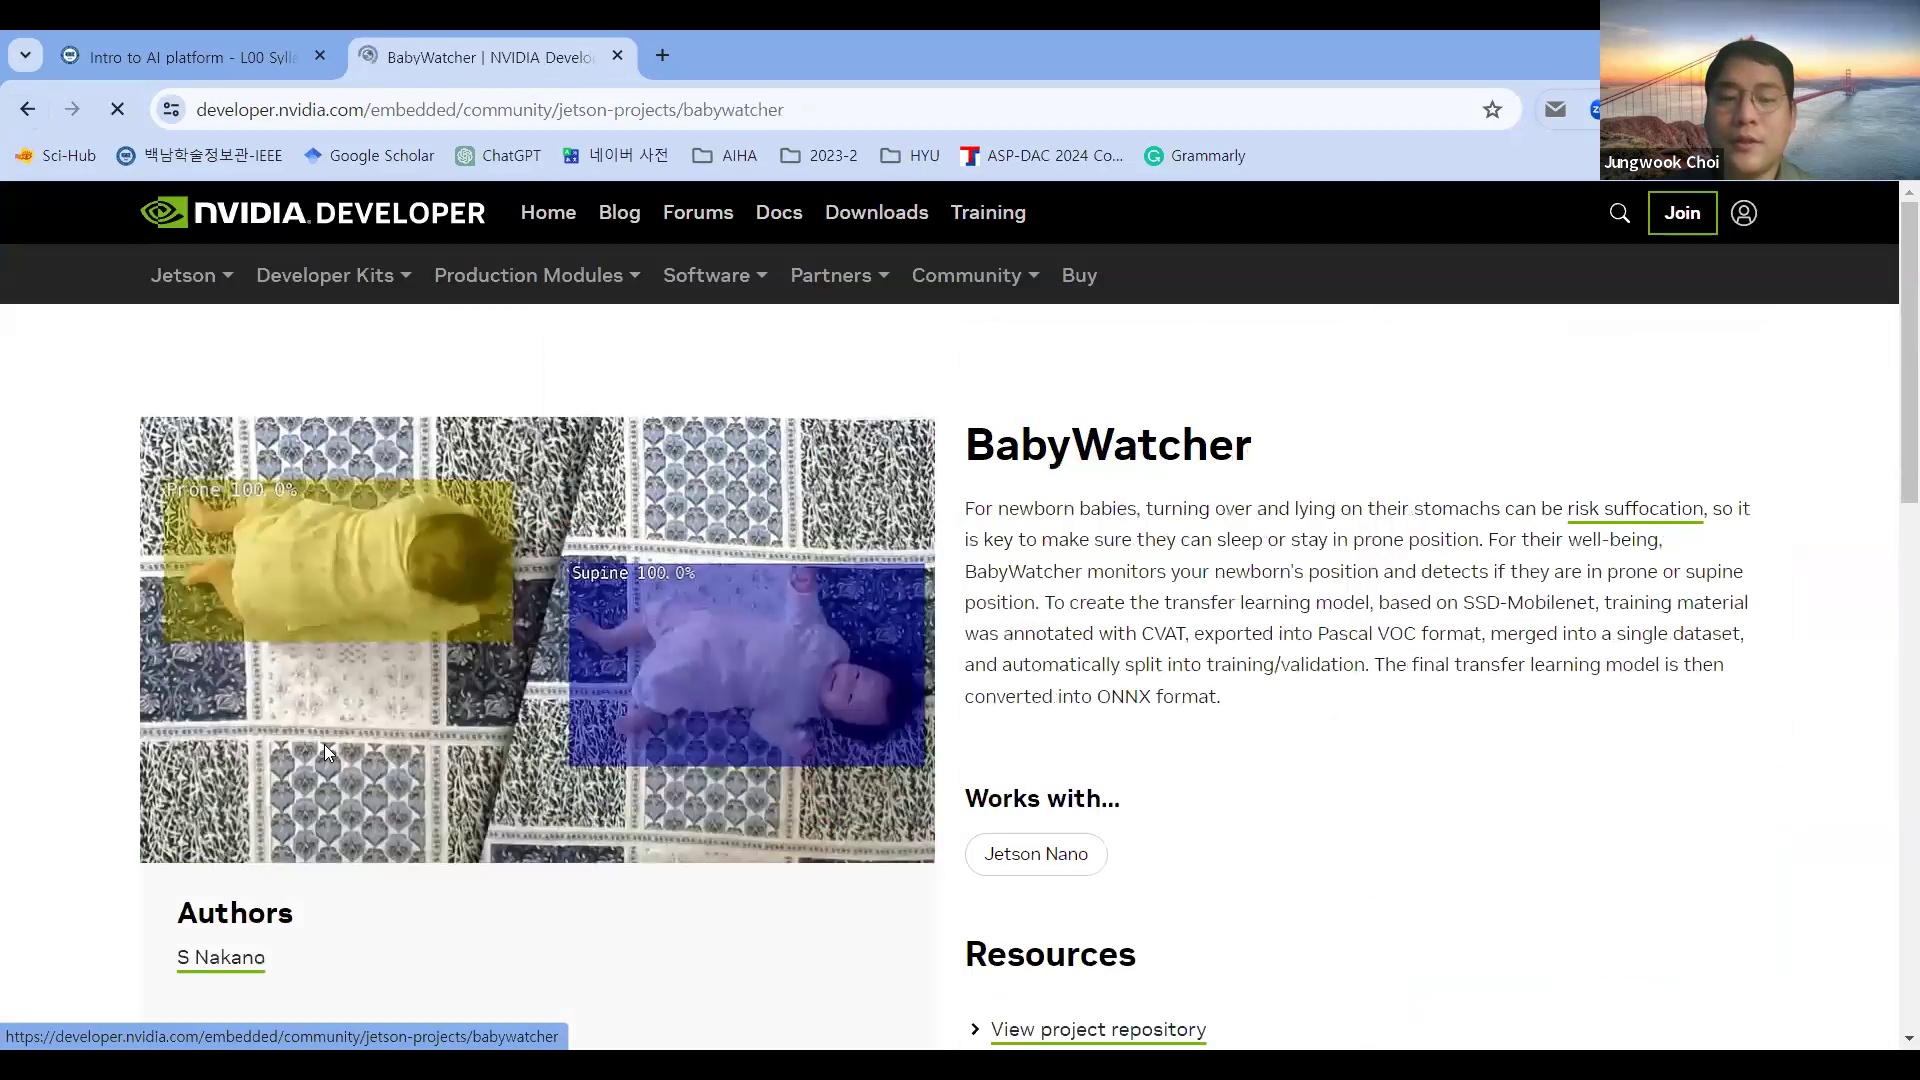 Intro to AI platform - L00 Sylla
BabyWatcher | NVIDIA Develo
developer.nvidia.com/embedded/community/jetson-projects/babywatcher
Sci-Hub
백남학술정보관-IEEE
Google Scholar
ChatGPT
네이버 사전
AIHA
2023-2
HYU
ASP-DAC 2024 Co...
Grammarly
Jungwook Choi
NVIDIA. DEVELOPER
Home
Blog
Forums
Docs
Downloads
Training
Join
Jetson
Developer Kits
Production Modules
Software
Partners
Community
Buy
Prone 100.0%
Supine 100.0%
BabyWatcher
For newborn babies, turning over and lying on their stomachs can be risk suffocation, so it
is key to make sure they can sleep or stay in prone position. For their well-being,
BabyWatcher monitors your newborn's position and detects if they are in prone or supine
position. To create the transfer learning model, based on SSD-Mobilenet, training material
was annotated with CVAT, exported into Pascal VOC format, merged into a single dataset,
and automatically split into training/validation. The final transfer learning model is then
converted into ONNX format.
Works with...
Jetson Nano
Authors
S Nakano
Resources
View project repository
https://developer.nvidia.com/embedded/community/jetson-projects/babywatcher